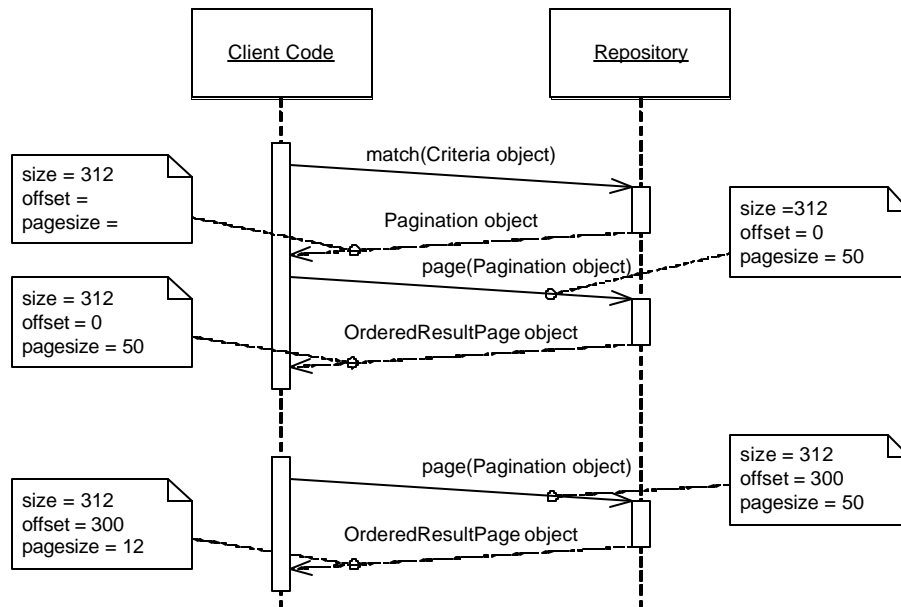 Client Code
Repository
match(Criteria object)
size = 312
offset =
pagesize =
Pagination object
size =312
offset = 0
pagesize = 50
page(Pagination object)
size = 312
offset = 0
pagesize = 50
OrderedResultPage object
page(Pagination object)
size = 312
offset = 300
pagesize = 50
size = 312
offset = 300
pagesize = 12
OrderedResultPage object